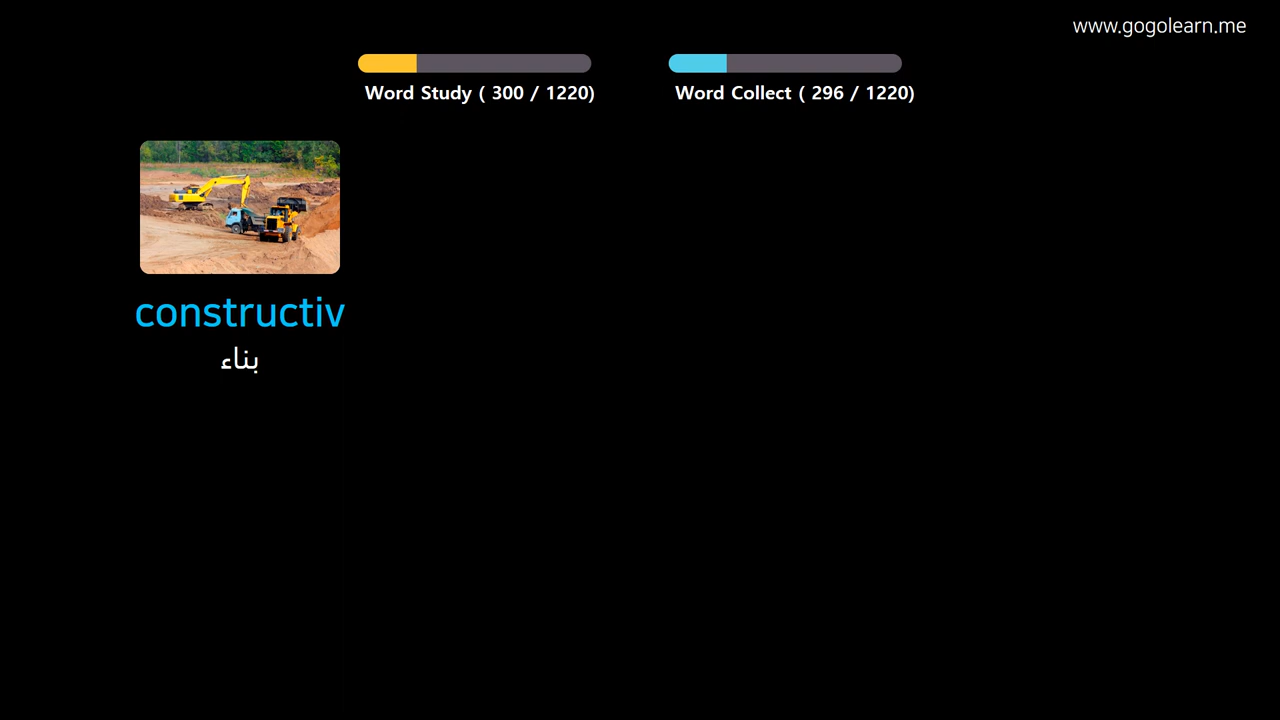 www.gogolearn.me
Word Study ( 300 / 1220)
Word Collect ( 296 / 1220)
constructiv
بناء